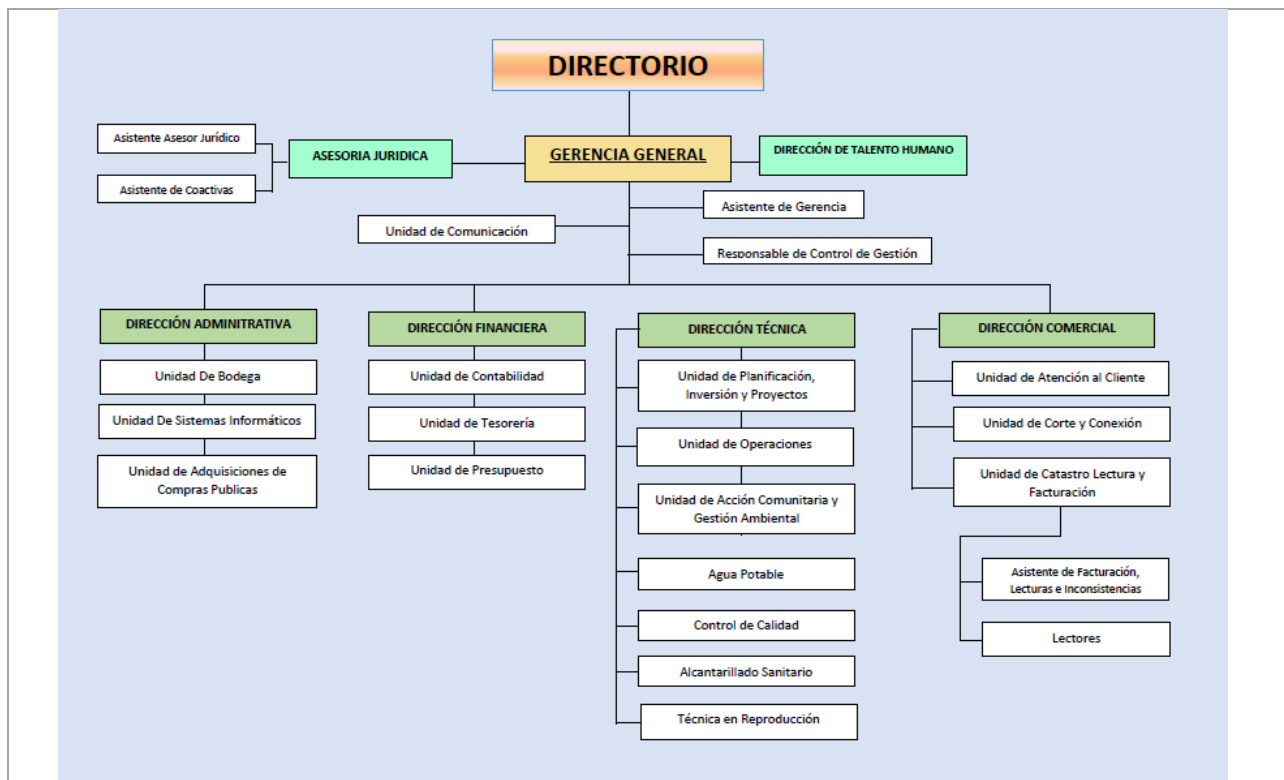 DIRECTORIO
Asistente Asesor Jurídico
Asistente de Coactivas
ASESORIA JURIDICA
GERENCIA GENERAL
DIRECCIÓN DE TALENTO HUMANO
Asistente de Gerencia
Unidad de Comunicación
Responsable de Control de Gestión
DIRECCIÓN ADMINITRATIVA
Unidad De Bodega
Unidad De Sistemas Informáticos
Unidad de Adquisiciones de
Compras Publicas
DIRECCIÓN FINANCIERA
Unidad de Contabilidad
Unidad de Tesorería
Unidad de Presupuesto
DIRECCIÓN TÉCNICA
Unidad de Planificación,
Inversión y Proyectos
Unidad de Operaciones
Unidad de Acción Comunitaria y
Gestión Ambiental
Agua Potable
Control de Calidad
Alcantarillado Sanitario
Técnica en Reproducción
DIRECCIÓN COMERCIAL
Unidad de Atención al Cliente
Unidad de Corte y Conexión
Unidad de Catastro Lectura y
Facturación
Asistente de Facturación,
Lecturas e Inconsistencias
Lectores